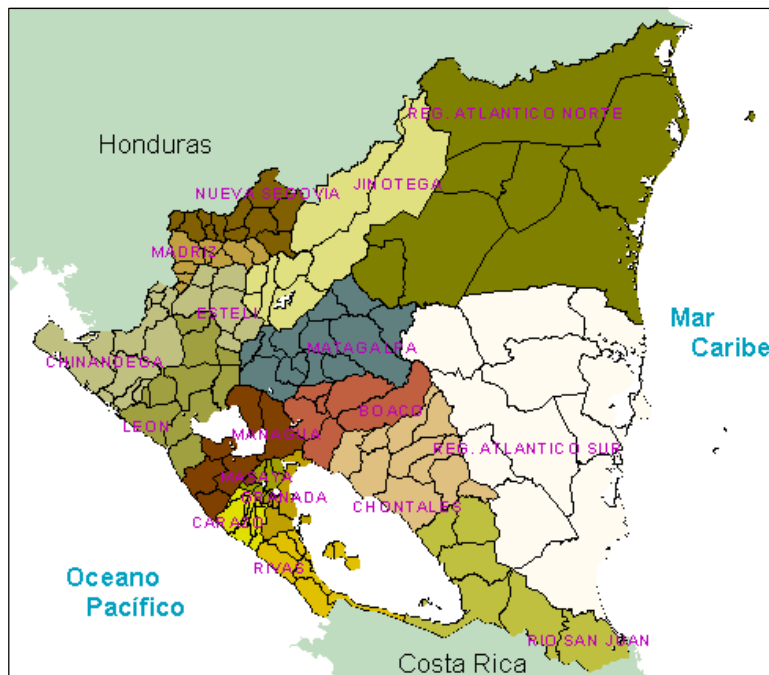 REG. ATLANTICO NORTE
Honduras
JINOTEGA
NUEVA SEGOVIA
MADRIZ
ESTELI
Mar
Caribe
MATAGALPA
CHINANDEGA
BOACO
LEON
MANAGUA
REG. ATLANTICO SUR
MASAYA
GRANADA
CHONTALES
CARAZO
RIVAS
Oceano
Pacífico
RIO SAN JUAN
Costa Rica